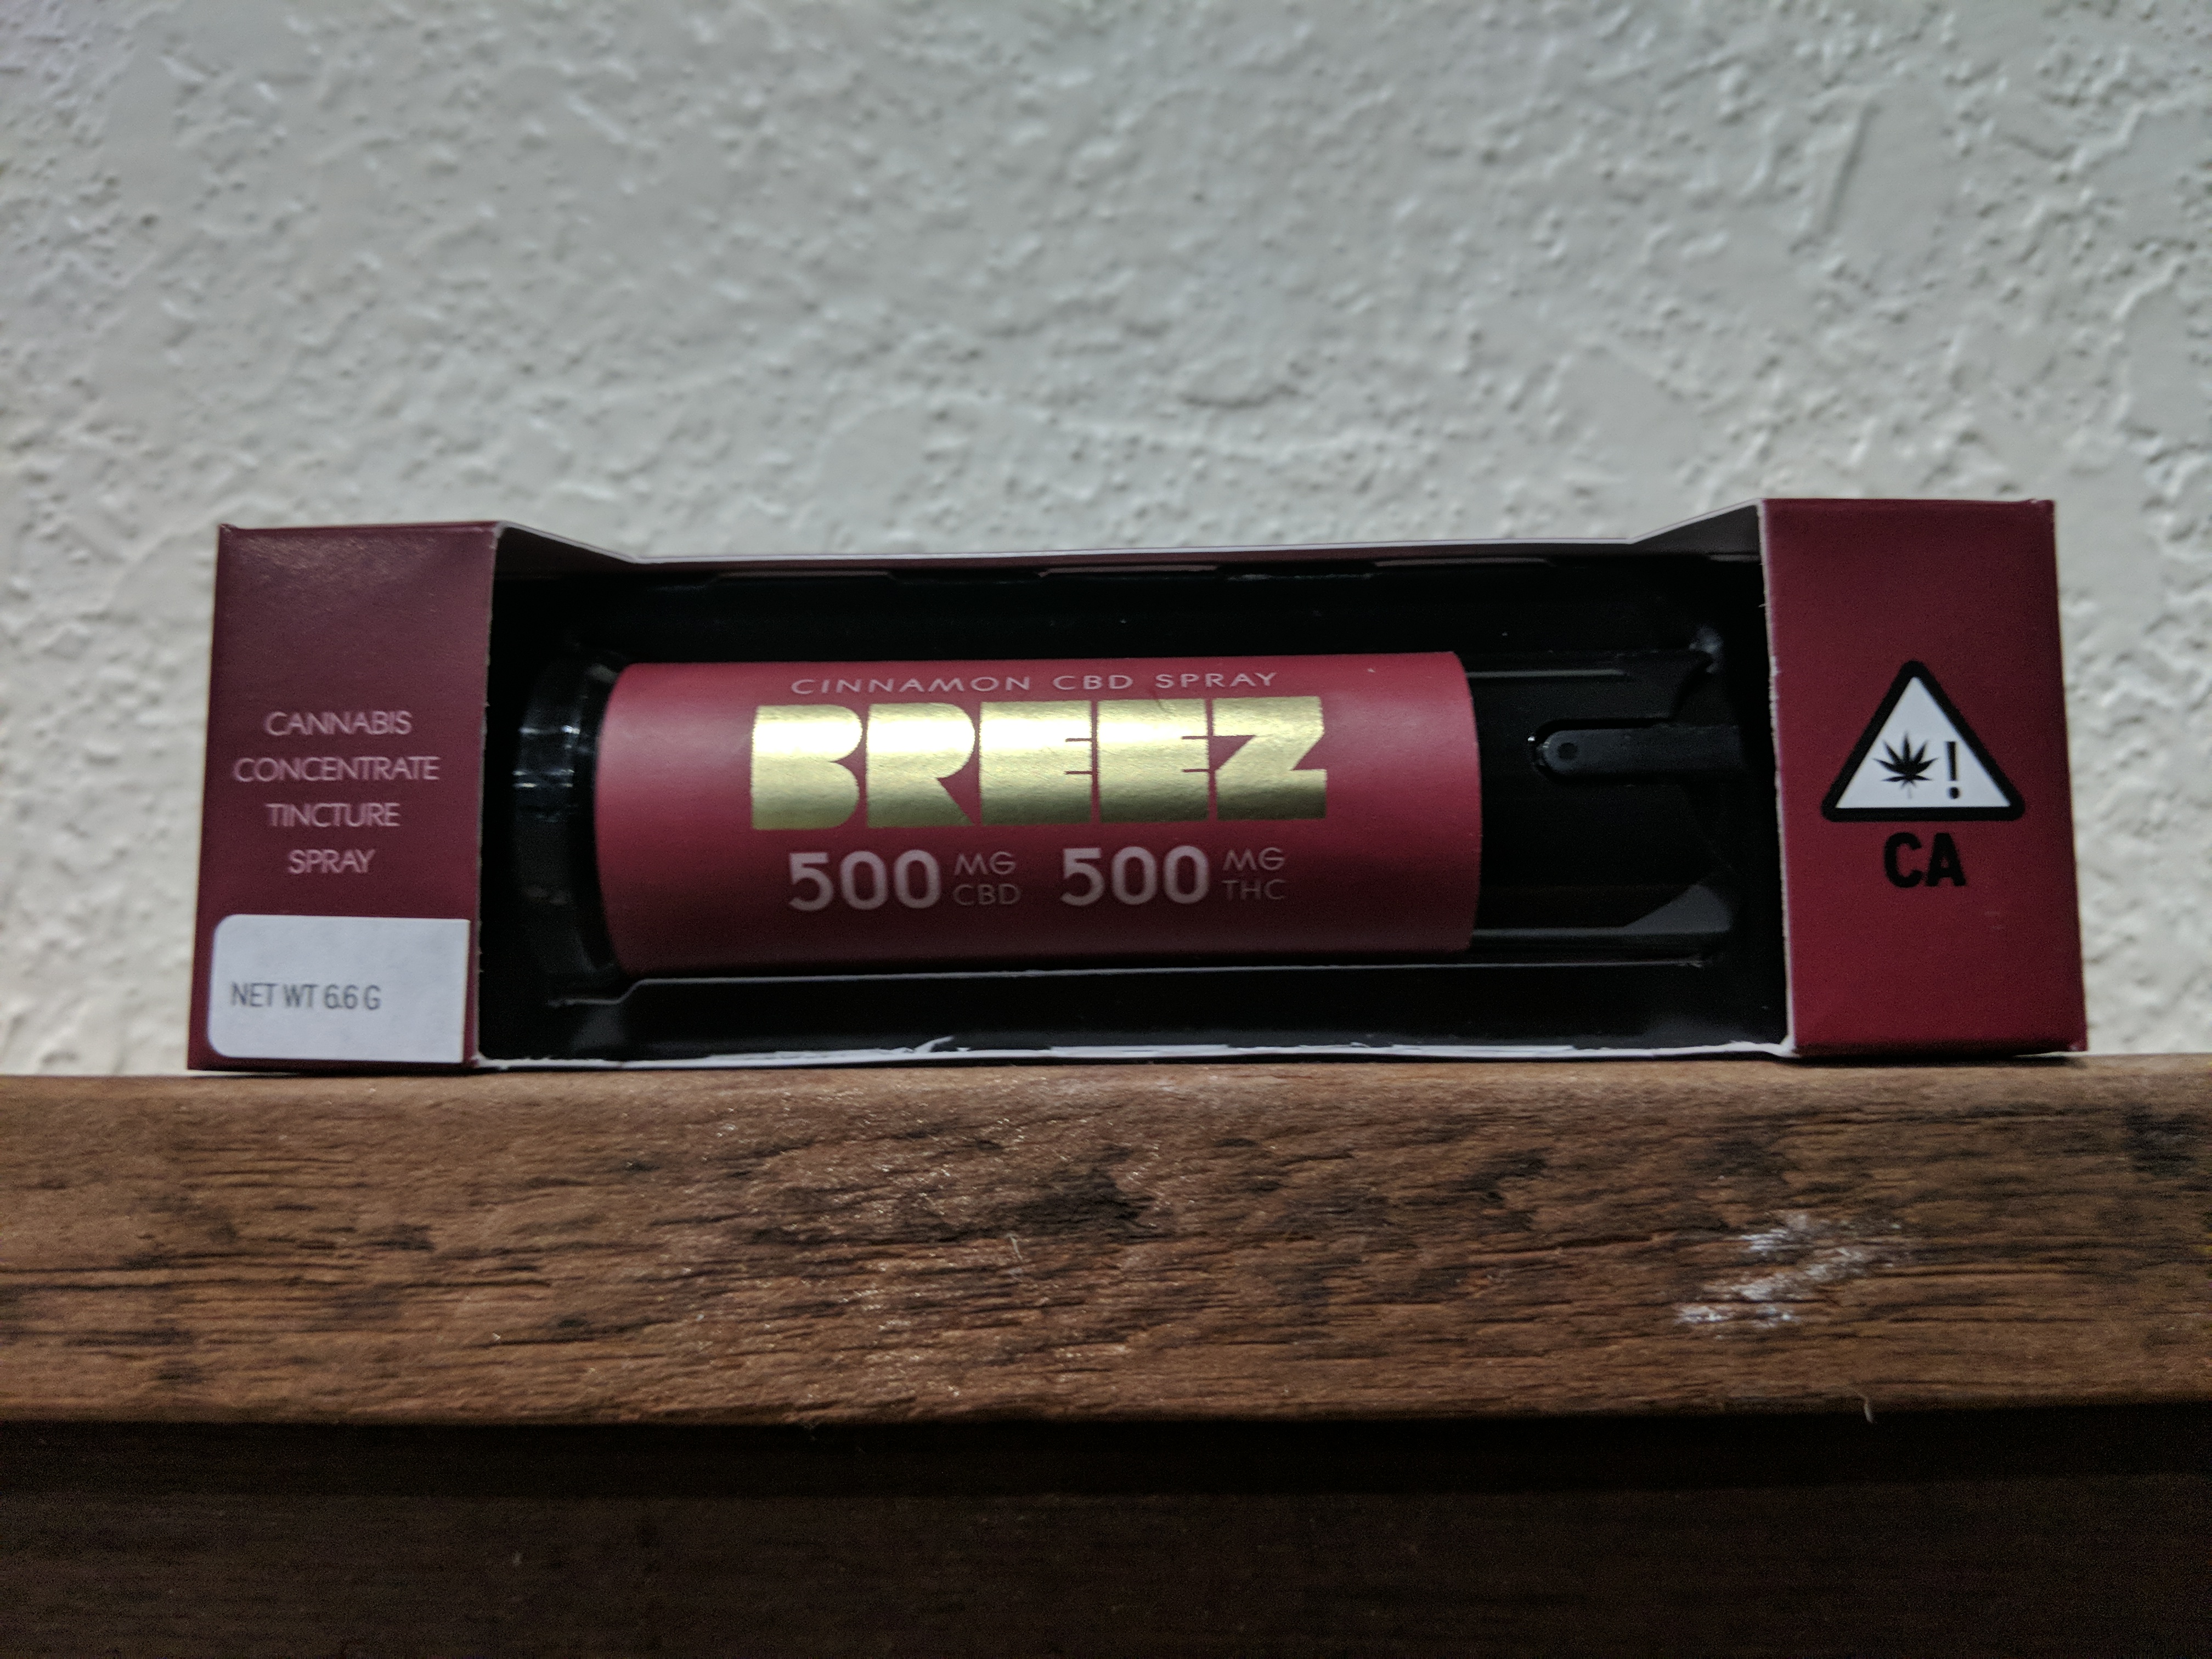 CANNABIS
CONCENTRATE
TINCTURE
SPRAY
NET WT 6.6 G
CINNAMON CBD SPRAY
BREEZ
500 MG CBD 500 MG THC
!
CA